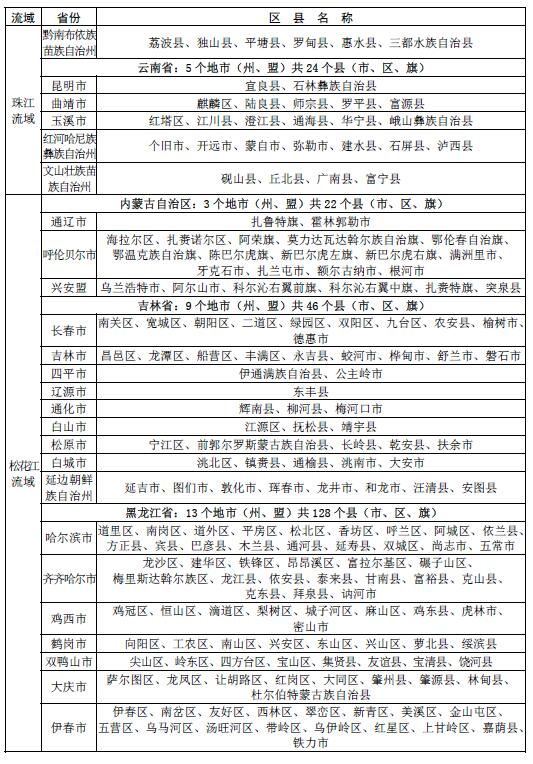 流域 省份 区县名称
黔南布依族
苗族自治州
荔波县、独山县、平塘县、罗甸县、惠水县、三都水族自治县
珠江
流域
云南省：5个地市（州、盟）共24个县（市、区、旗）
昆明市 宜良县、石林彝族自治县
曲靖市 麒麟区、陆良县、师宗县、罗平县、富源县
玉溪市 红塔区、江川县、澄江县、通海县、华宁县、峨山彝族自治县
红河哈尼族
彝族自治州
个旧市、开远市、蒙自市、弥勒市、建水县、石屏县、泸西县
文山壮族苗
族自治州
砚山县、丘北县、广南县、富宁县
松花江
流域
内蒙古自治区：3个地市（州、盟）共22个县（市、区、旗）
通辽市 扎鲁特旗、霍林郭勒市
呼伦贝尔市
海拉尔区、扎赉诺尔区、阿荣旗、莫力达瓦达斡尔族自治旗、鄂伦春自治旗、
鄂温克族自治旗、陈巴尔虎旗、新巴尔虎左旗、新巴尔虎右旗、满洲里市、
牙克石市、扎兰屯市、额尔古纳市、根河市
兴安盟 乌兰浩特市、阿尔山市、科尔沁右翼前旗、科尔沁右翼中旗、扎赉特旗、突泉县
吉林省：9个地市（州、盟）共46个县（市、区、旗）
长春市
南关区、宽城区、朝阳区、二道区、绿园区、双阳区、九台区、农安县、榆树市、
德惠市
吉林市 昌邑区、龙潭区、船营区、丰满区、永吉县、蛟河市、桦甸市、舒兰市、磐石市
四平市 伊通满族自治县、公主岭市
辽源市 东丰县
通化市 辉南县、柳河县、梅河口市
白山市 江源区、抚松县、靖宇县
松原市 宁江区、前郭尔罗斯蒙古族自治县、长岭县、乾安县、扶余市
白城市 洮北区、镇赉县、通榆县、洮南市、大安市
延边朝鲜
族自治州
延吉市、图们市、敦化市、珲春市、龙井市、和龙市、汪清县、安图县
黑龙江省：13个地市（州、盟）共128个县（市、区、旗）
哈尔滨市
道里区、南岗区、道外区、平房区、松北区、香坊区、呼兰区、阿城区、依兰县、
方正县、宾县、巴彦县、木兰县、通河县、延寿县、双城区、尚志市、五常市
齐齐哈尔市
龙沙区、建华区、铁锋区、昂昂溪区、富拉尔基区、碾子山区、
梅里斯达斡尔族区、龙江县、依安县、泰来县、甘南县、富裕县、克山县、
克东县、拜泉县、讷河市
鸡西市
鸡冠区、恒山区、滴道区、梨树区、城子河区、麻山区、鸡东县、虎林市、
密山市
鹤岗市 向阳区、工农区、南山区、兴安区、东山区、兴山区、萝北县、绥滨县
双鸭山市 尖山区、岭东区、四方台区、宝山区、集贤县、友谊县、宝清县、饶河县
大庆市
萨尔图区、龙凤区、让胡路区、红岗区、大同区、肇州县、肇源县、林甸县、
杜尔伯特蒙古族自治县
伊春市
伊春区、南岔区、友好区、西林区、翠峦区、新青区、美溪区、金山屯区、
五营区、乌马河区、汤旺河区、带岭区、乌伊岭区、红星区、上甘岭区、嘉荫县、
铁力市